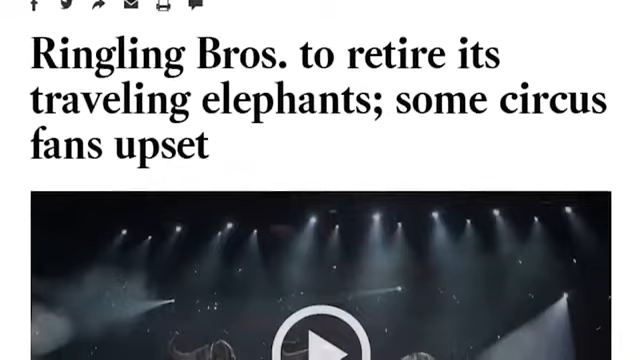 Ringling Bros. to retire its
traveling elephants; some circus
fans upset